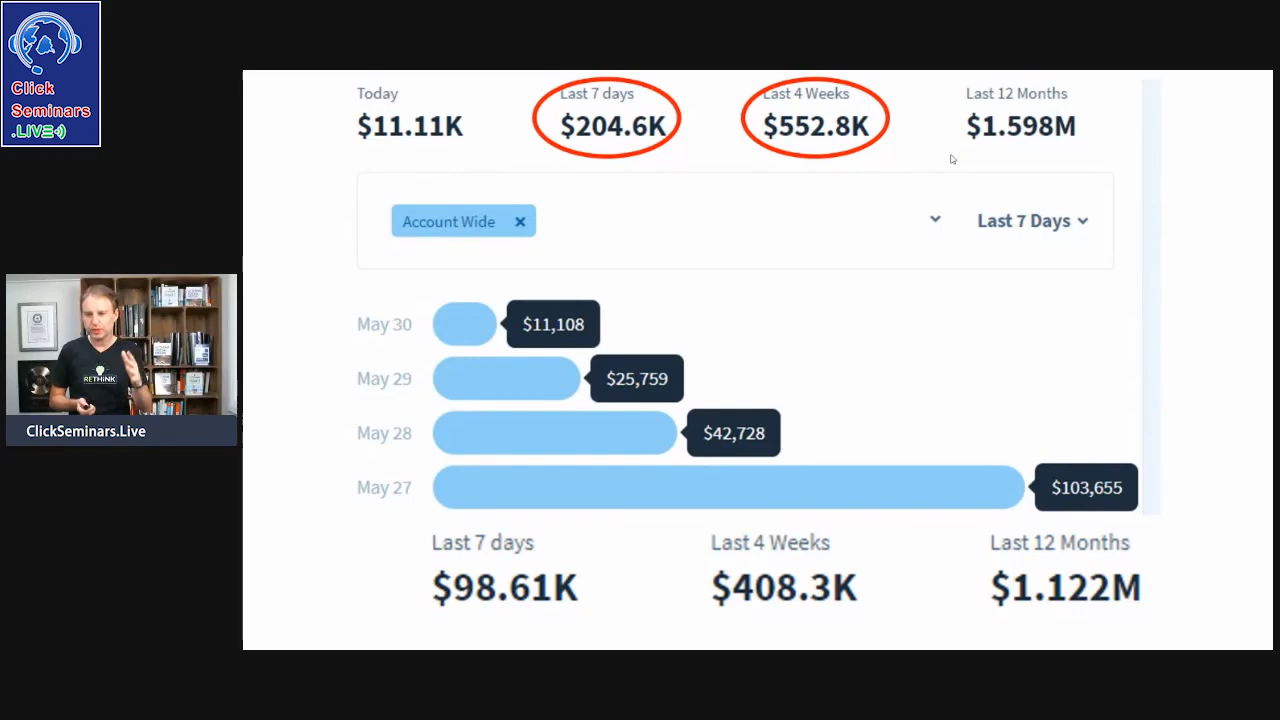 Click
Seminars
.LIVE
Today
Last 7 days
Last 4 Weeks
Last 12 Months
$11.11K
$204.6K
$552.8K
$1.598M
Account Wide ×
Last 7 Days
May 30
$11,108
May 29
$25,759
May 28
$42,728
May 27
$103,655
Last 7 days
Last 4 Weeks
Last 12 Months
$98.61K
$408.3K
$1.122M
RETHINK
ClickSeminars.Live